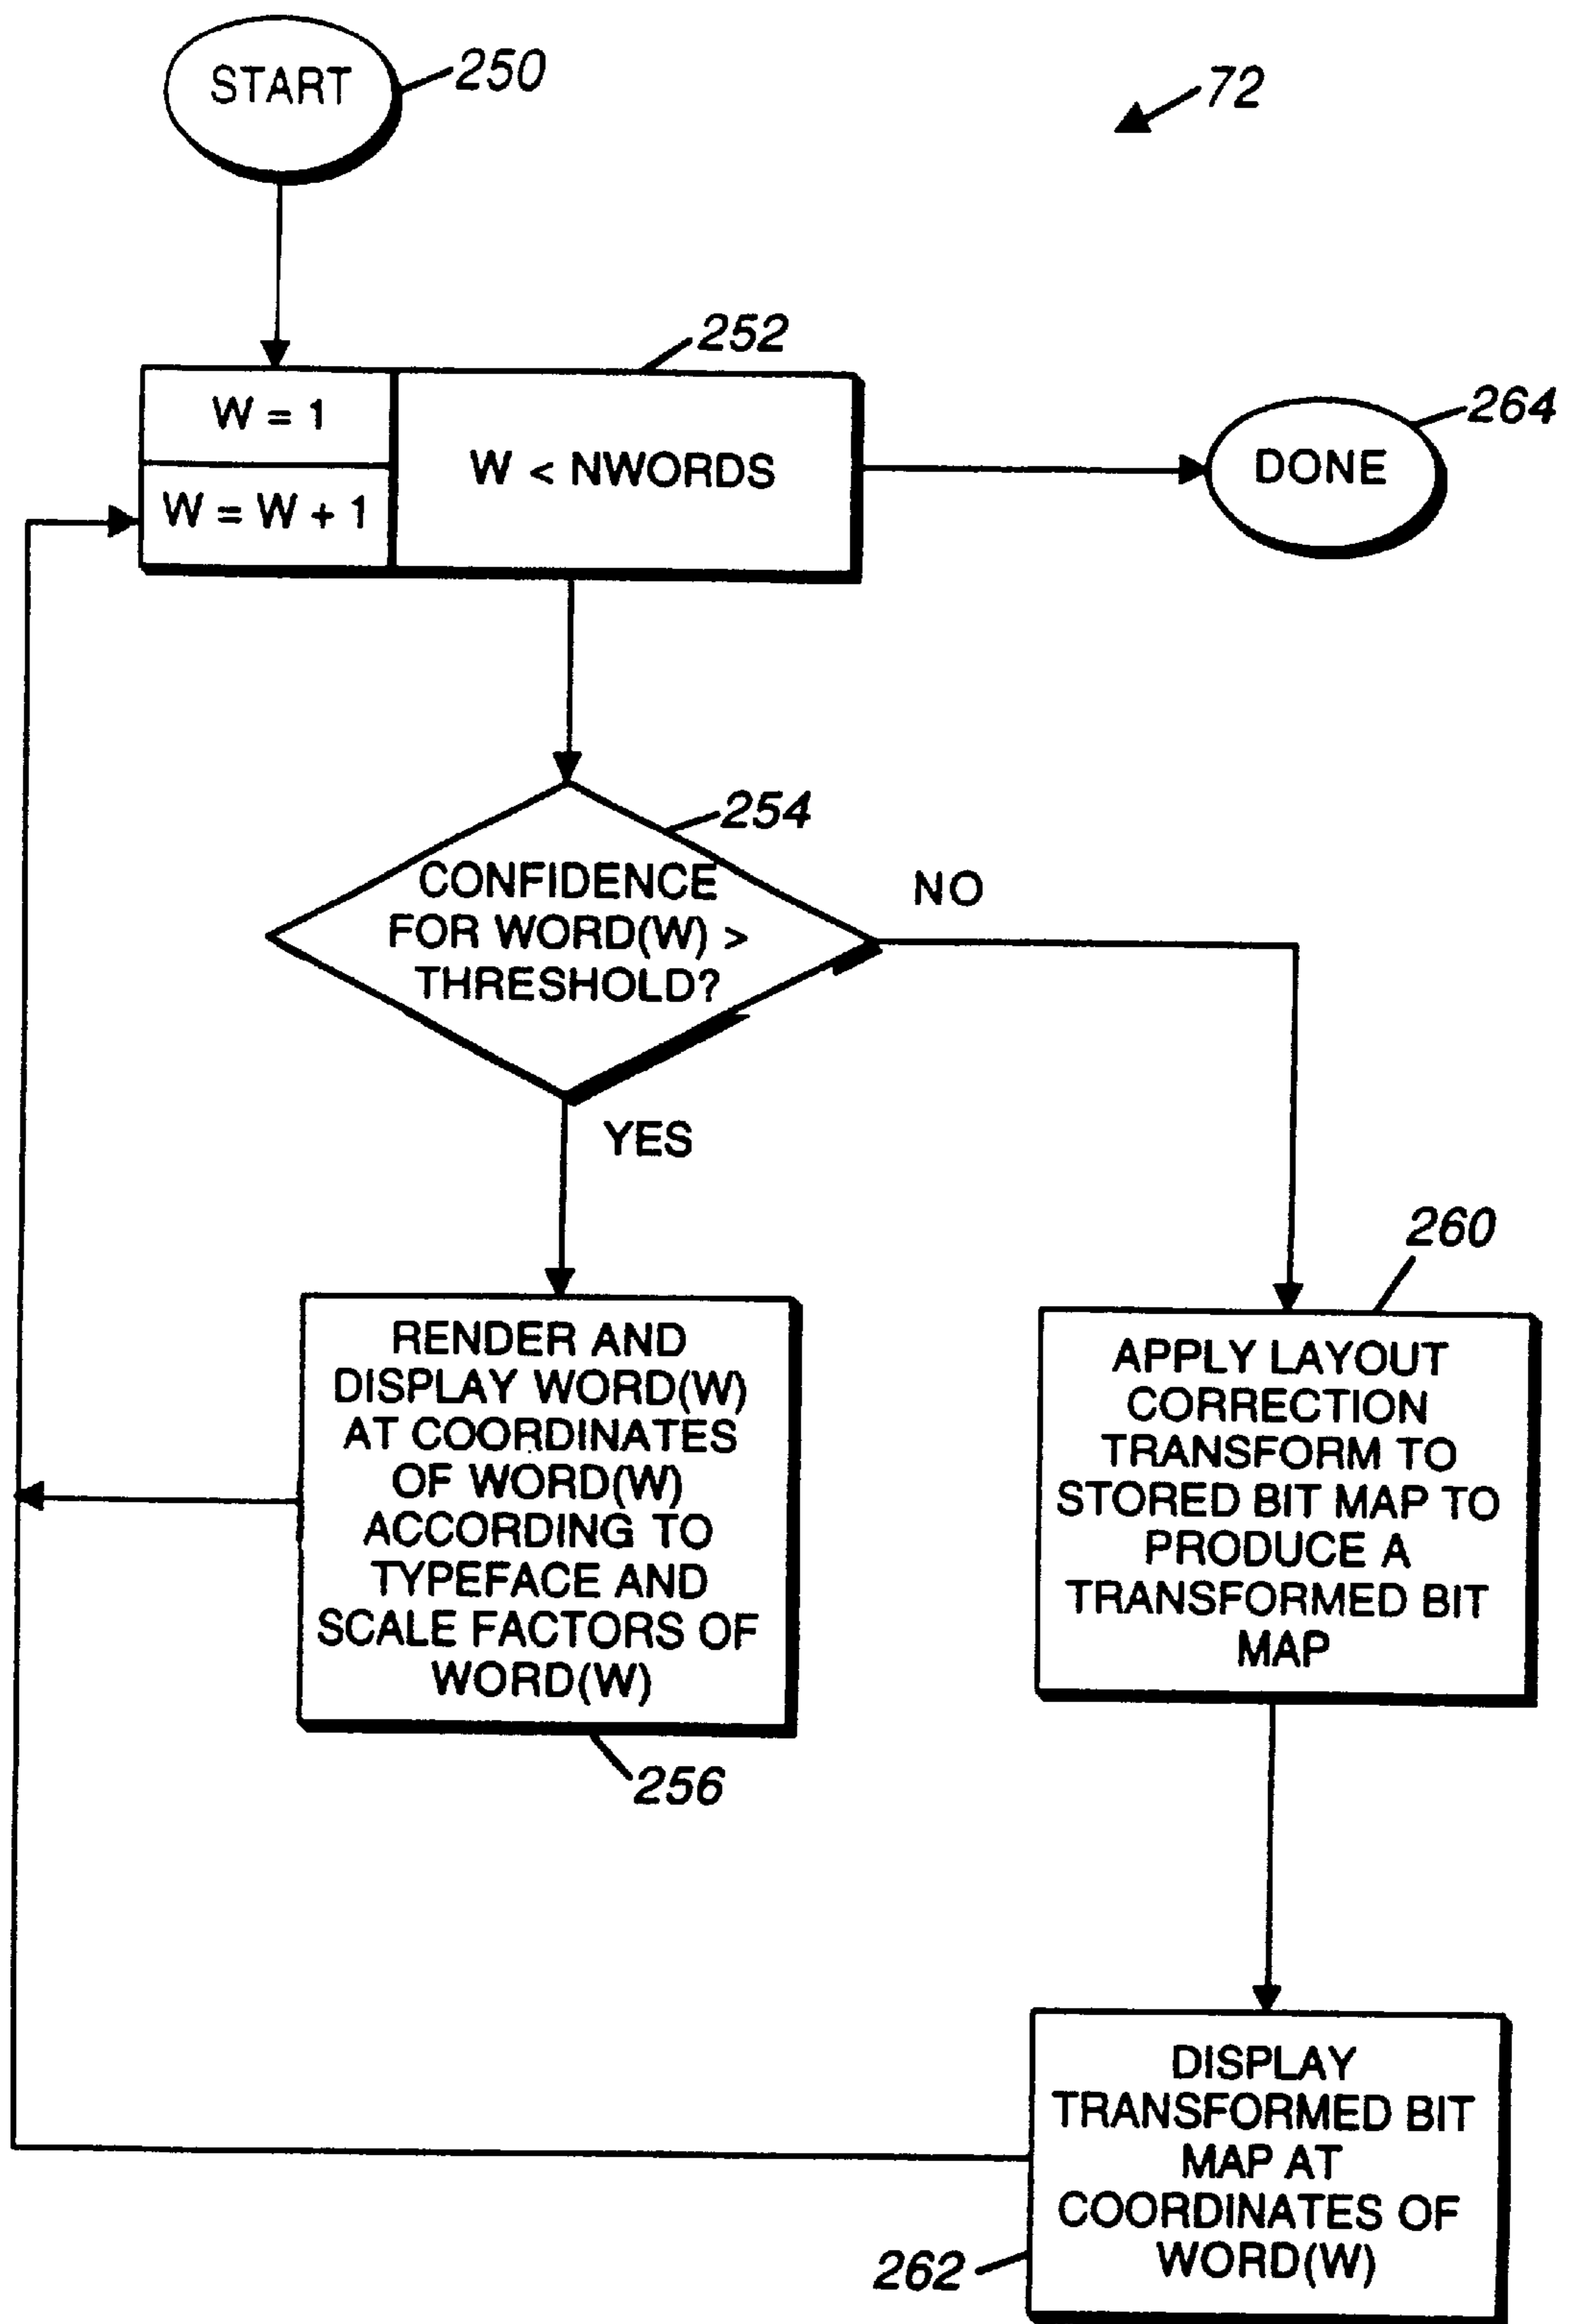 START
250
72
252
W = 1
W < NWORDS
W = W + 1
264
DONE
254
CONFIDENCE
FOR WORD(W) >
THRESHOLD?
NO
YES
RENDER AND
DISPLAY WORD(W)
AT COORDINATES
OF WORD(W)
ACCORDING TO
TYPEFACE AND
SCALE FACTORS OF
WORD(W)
256
260
APPLY LAYOUT
CORRECTION
TRANSFORM TO
STORED BIT MAP TO
PRODUCE A
TRANSFORMED BIT
MAP
DISPLAY
TRANSFORMED BIT
MAP AT
COORDINATES OF
WORD(W)
262